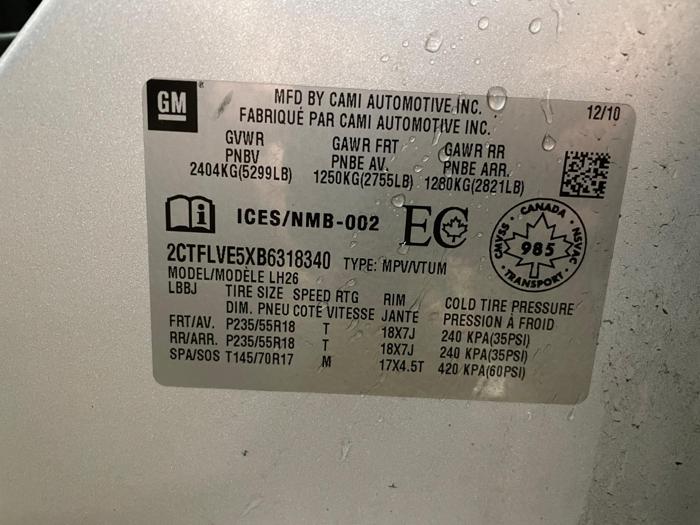 GM
MFD BY CAMI AUTOMOTIVE INC. 12/10
FABRIQUÉ PAR CAMI AUTOMOTIVE INC.
GVWR GAWR FRT GAWR RR
PNBV PNBE AV. PNBE ARR.
2404KG(5299LB) 1250KG(2755LB) 1280KG(2821LB)
ICES/NMB-002 EC
CANADA
CMVSS 985 NSVAC
TRANSPORT
2CTFLVE5XB6318340 TYPE: MPV/VTUM
MODEL/MODÈLE LH26
LBBJ TIRE SIZE SPEED RTG RIM COLD TIRE PRESSURE
DIM. PNEU COTÉ VITESSE JANTE PRESSION À FROID
FRT/AV. P235/55R18 T 18X7J 240 KPA(35PSI)
RR/ARR. P235/55R18 T 18X7J 240 KPA(35PSI)
SPA/SOS T145/70R17 M 17X4.5T 420 KPA(60PSI)